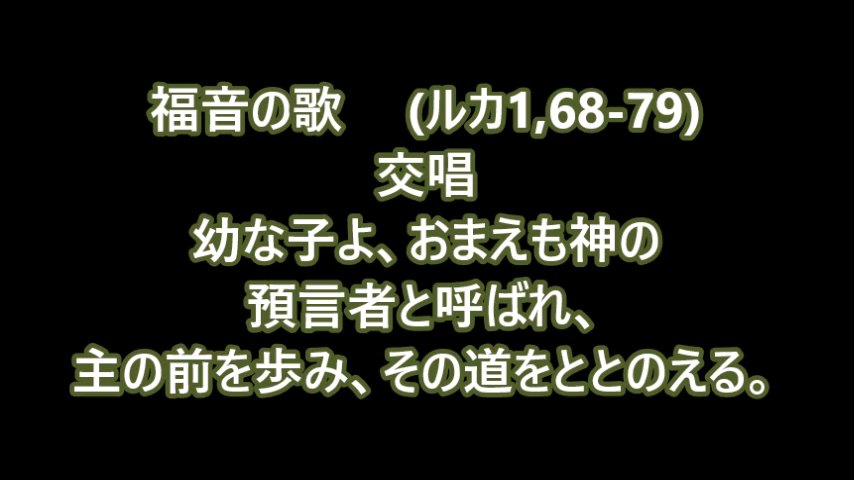 福音の歌　(ルカ1,68-79)
交唱
幼な子よ、おまえも神の
預言者と呼ばれ、
主の前を歩み、その道をととのえる。